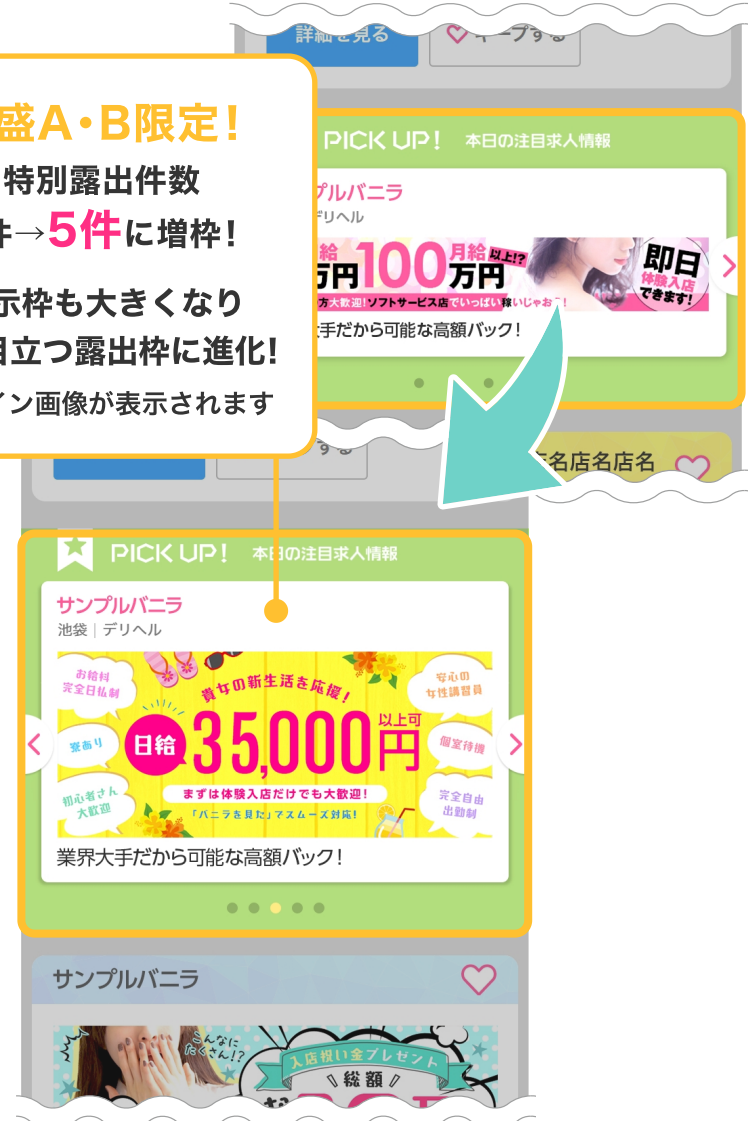 詳細を見る
キープする
盛A・B限定!
特別露出件数
件→5件に増枠!
示枠も大きくなり
目立つ露出枠に進化!
イン画像が表示されます
PICK UP! 本日の注目求人情報
プルバニラ
デリヘル
給
万円
100
月給
万円
以上!?
即日
体験入店
できます!
方大歓迎!ソフトサービス店でいっぱい稼いじゃおう!
手だから可能な高額バック!
する
店名店名店名
PICK UP! 本日の注目求人情報
サンプルバニラ
池袋|デリヘル
お給料
完全日払制
貴女の新生活を応援!
安心の
女性講習員
寮あり
日給
35,000円
以上可
個室待機
初心者さん
大歓迎
まずは体験入店だけでも大歓迎!
「バニラを見た」でスムーズ対応!
完全自由
出勤制
業界大手だから可能な高額バック!
サンプルバニラ
こんなに
たくさん!?
入店祝い金プレゼント
総額